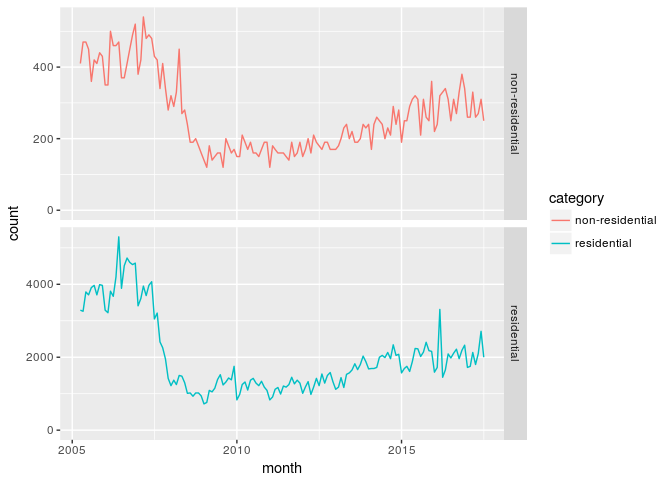 400
200
0
non-residential
4000
2000
0
residential
2005
2010
2015
month
count
category
non-residential
residential